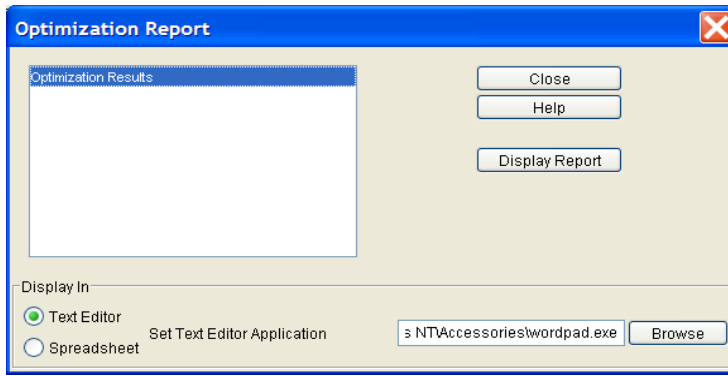 Optimization Report
Optimization Results
Close
Help
Display Report
Display In
Text Editor
Spreadsheet
Set Text Editor Application
NT\Accessories\wordpad.exe
Browse